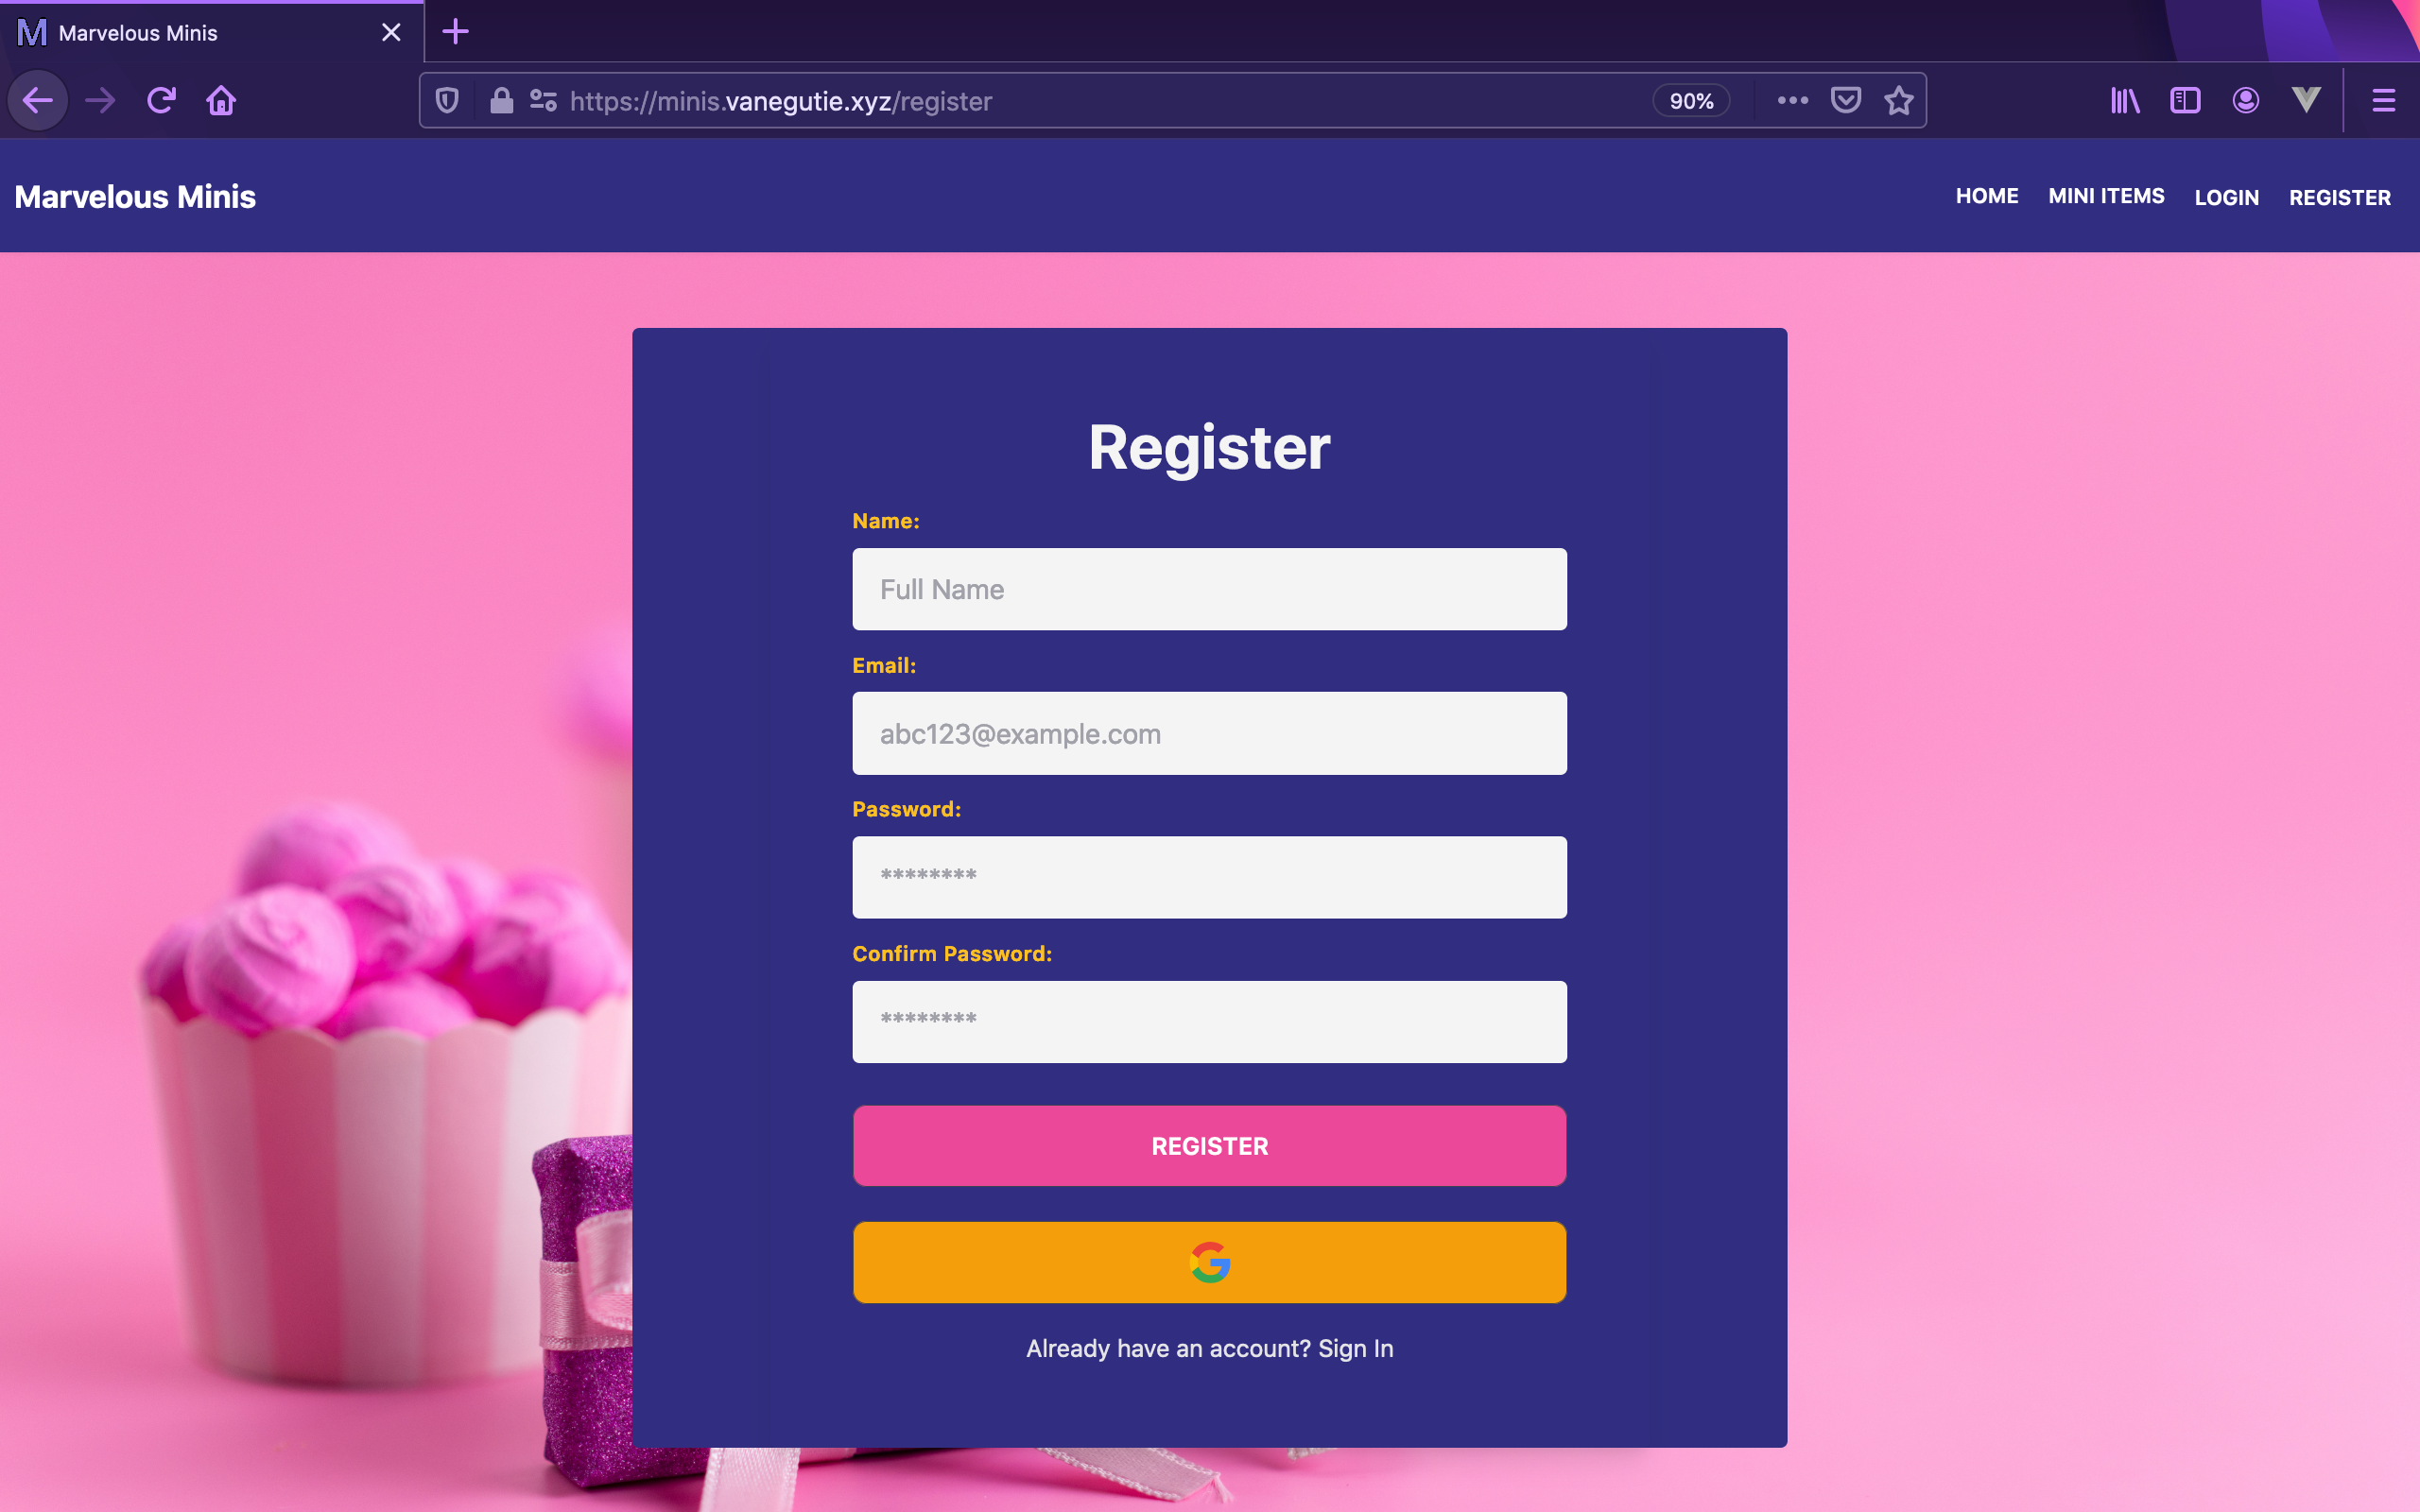 Marvelous Minis
https://minis.vanegutie.xyz/register
90%
Marvelous Minis
HOME
MINI ITEMS
LOGIN
REGISTER
Register
Name:
Full Name
Email:
abc123@example.com
Password:
********
Confirm Password:
********
REGISTER
Already have an account? Sign In